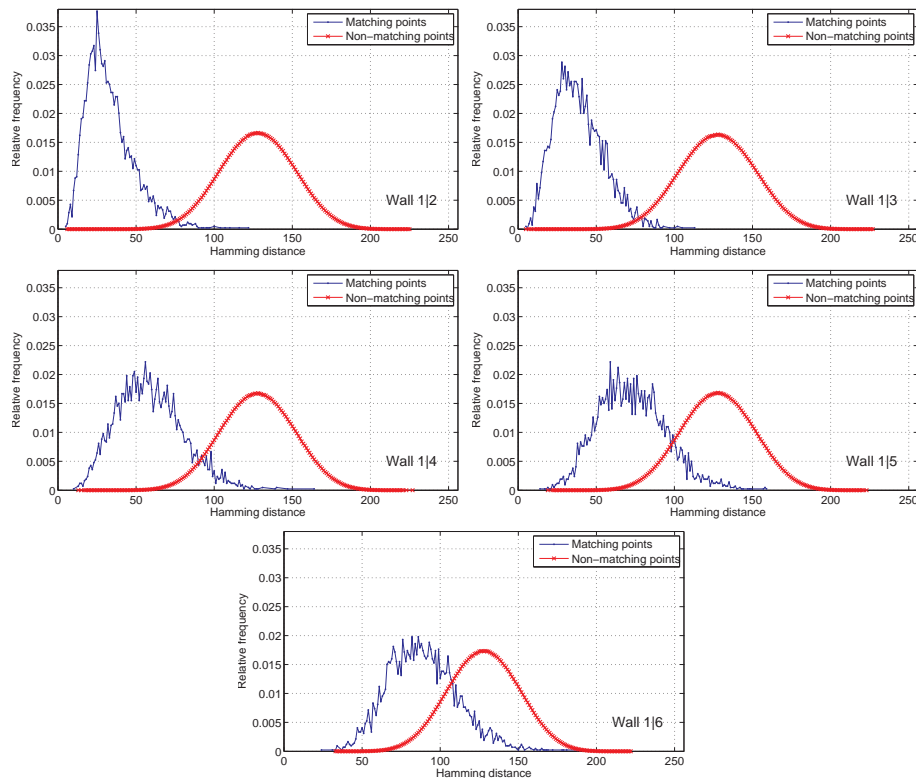 0.035
0.03
0.025
0.02
0.015
0.01
0.005
0
Relative frequency
Matching points
Non−matching points
Wall 1|2
0 50 100 150 200 250
Hamming distance
0.035
0.03
0.025
0.02
0.015
0.01
0.005
0
Relative frequency
Matching points
Non−matching points
Wall 1|3
0 50 100 150 200 250
Hamming distance
0.035
0.03
0.025
0.02
0.015
0.01
0.005
0
Relative frequency
Matching points
Non−matching points
Wall 1|4
0 50 100 150 200 250
Hamming distance
0.035
0.03
0.025
0.02
0.015
0.01
0.005
0
Relative frequency
Matching points
Non−matching points
Wall 1|5
0 50 100 150 200 250
Hamming distance
0.035
0.03
0.025
0.02
0.015
0.01
0.005
0
Relative frequency
Matching points
Non−matching points
Wall 1|6
0 50 100 150 200 250
Hamming distance